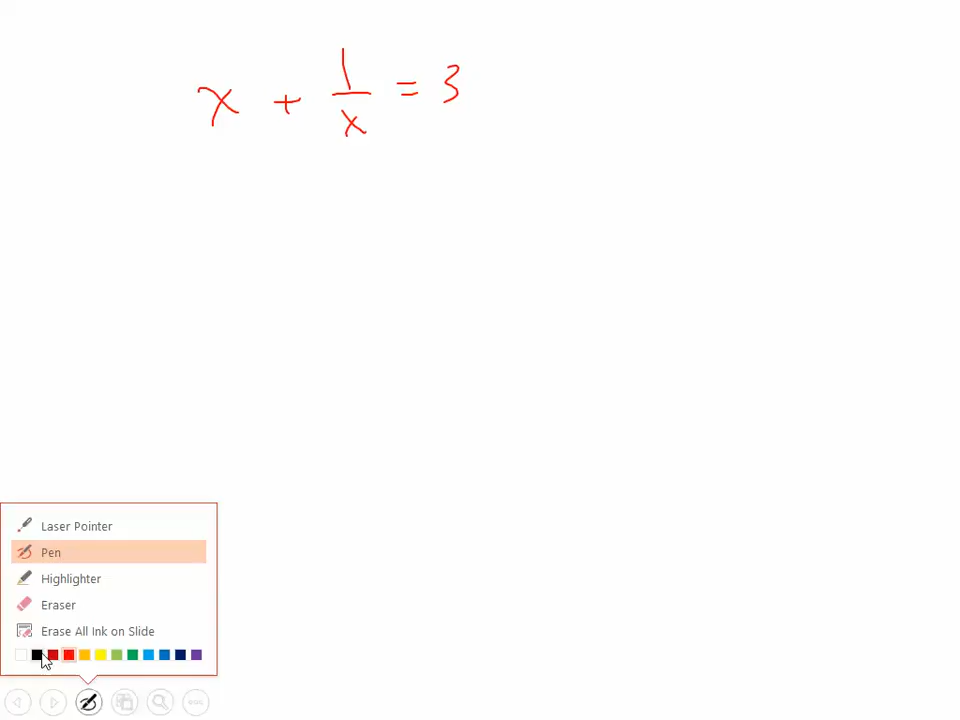 x + 1/x = 3
Laser Pointer
Pen
Highlighter
Eraser
Erase All Ink on Slide